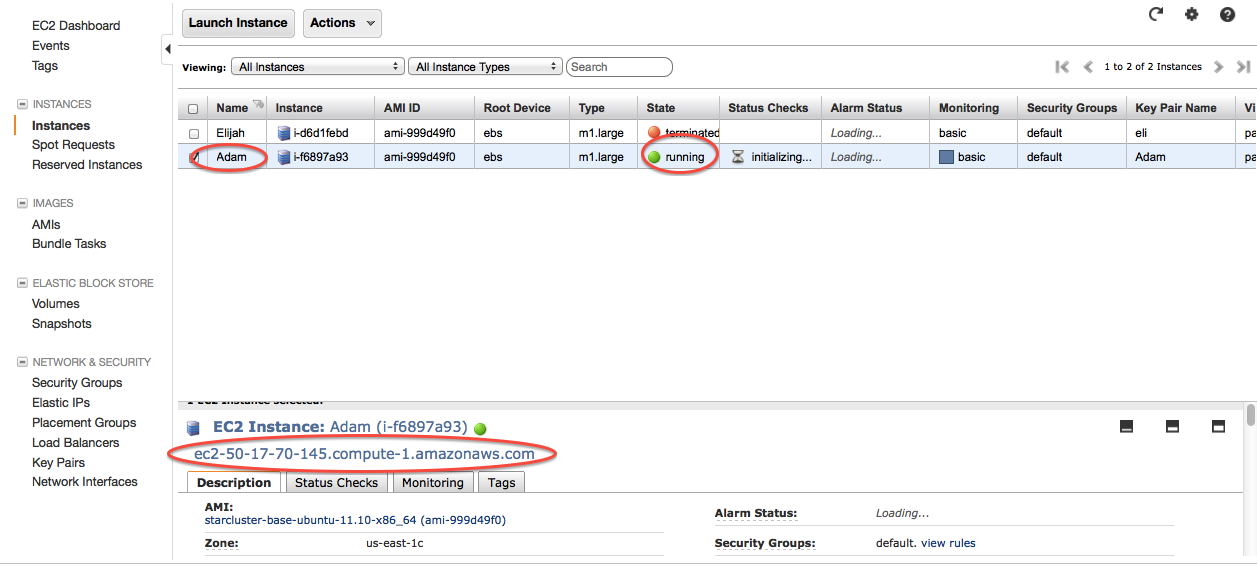 EC2 Dashboard
Events
Tags
INSTANCES
Instances
Spot Requests
Reserved Instances
IMAGES
AMIs
Bundle Tasks
ELASTIC BLOCK STORE
Volumes
Snapshots
NETWORK & SECURITY
Security Groups
Elastic IPs
Placement Groups
Load Balancers
Key Pairs
Network Interfaces
Launch Instance Actions
Viewing: All Instances All Instance Types Search
1 to 2 of 2 Instances
Name Instance AMI ID Root Device Type State Status Checks Alarm Status Monitoring Security Groups Key Pair Name Vi
Elijah i-d6d1febd ami-999d49f0 ebs m1.large terminated Loading... basic default eli pa
Adam i-f6897a93 ami-999d49f0 ebs m1.large running initializing... Loading... basic default Adam pa
1 EC2 Instance selected.
EC2 Instance: Adam (i-f6897a93)
ec2-50-17-70-145.compute-1.amazonaws.com
Description Status Checks Monitoring Tags
AMI:
starcluster-base-ubuntu-11.10-x86_64 (ami-999d49f0)
Zone: us-east-1c
Alarm Status: Loading...
Security Groups: default. view rules